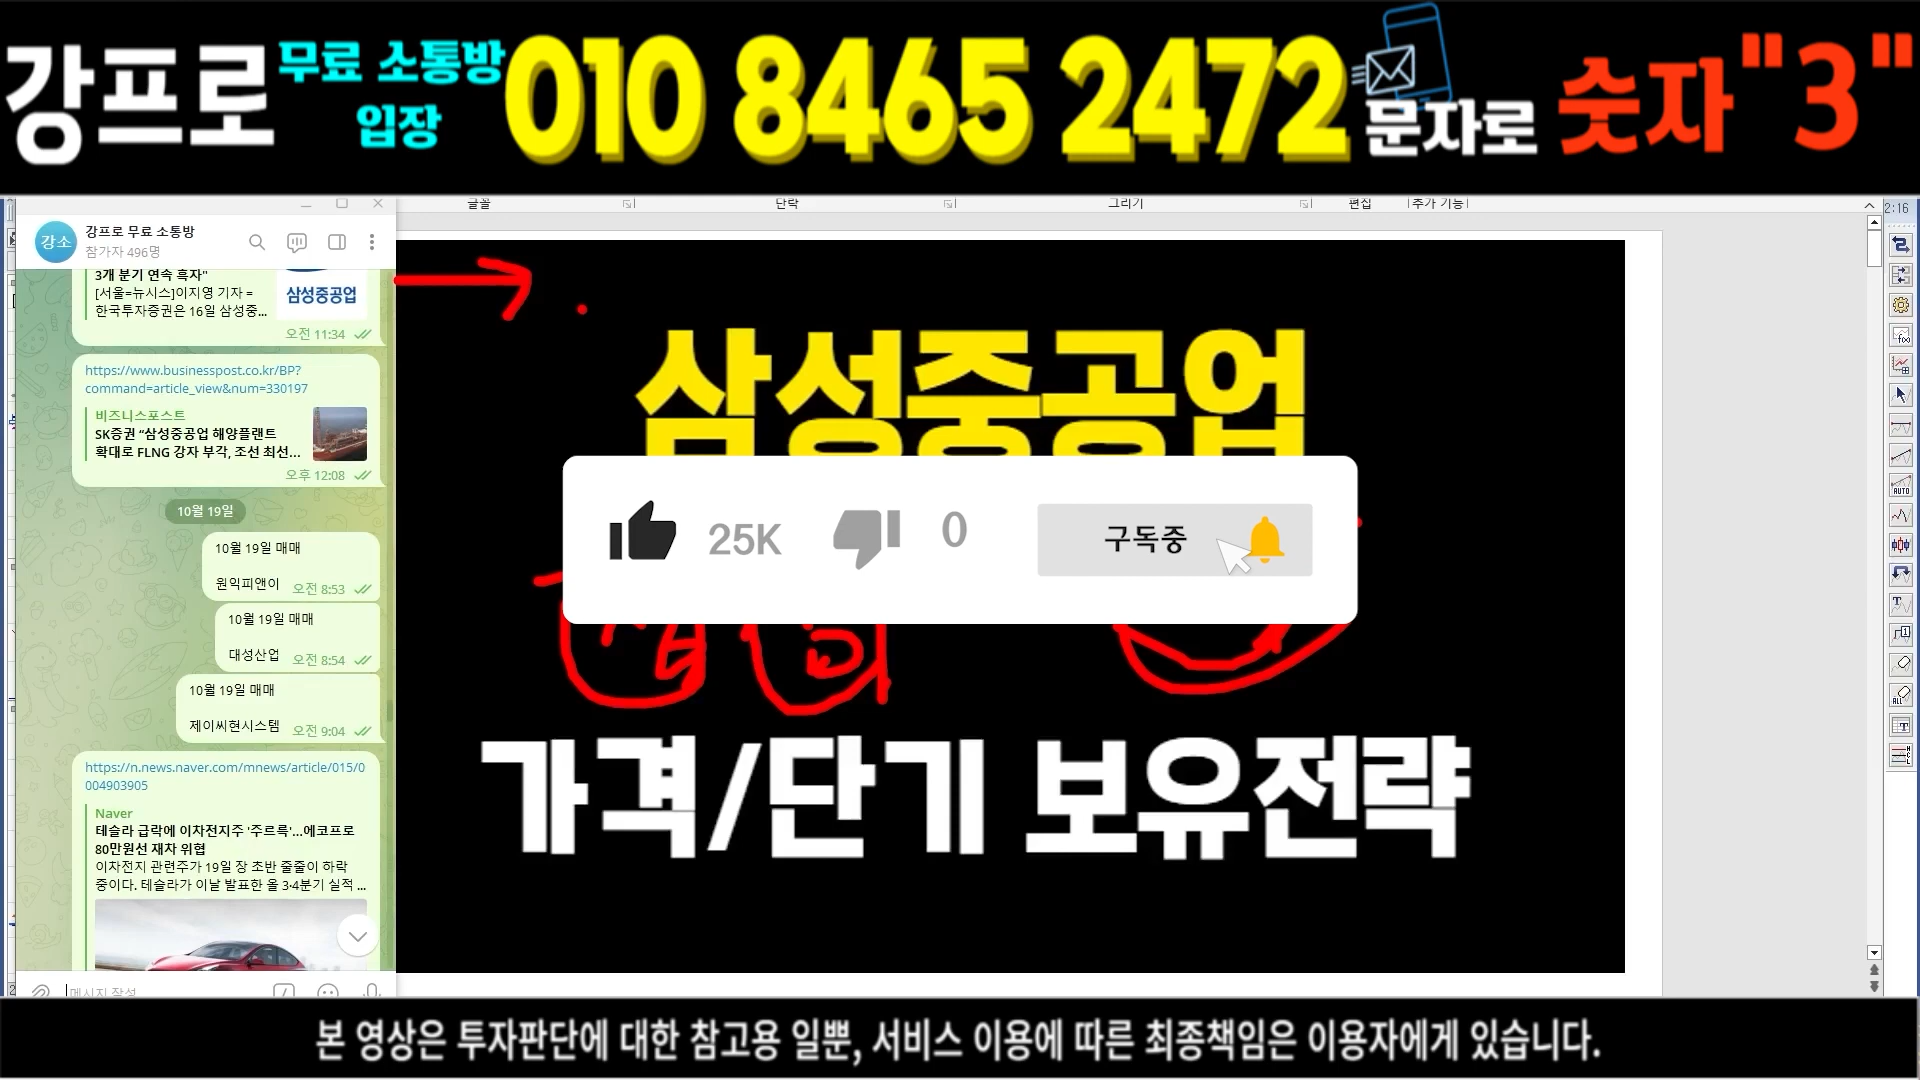 강프로
무료 소통방
입장
010 8465 2472
문자로
숫자"3"
글꼴
단락
그리기
편집
추가 기능
2:16
강소
강프로 무료 소통방
참가자 496명
3개 분기 연속 흑자"
[서울=뉴시스]이지영 기자 =
한국투자증권은 16일 삼성중...
삼성중공업
오전 11:34
https://www.businesspost.co.kr/BP?
command=article_view&num=330197
비즈니스포스트
SK증권 “삼성중공업 해양플랜트
확대로 FLNG 강자 부각, 조선 최선...
오후 12:08
10월 19일
10월 19일 매매
원익피앤이
오전 8:53
10월 19일 매매
대성산업
오전 8:54
10월 19일 매매
제이씨현시스템
오전 9:04
https://n.news.naver.com/mnews/article/015/0
004903905
Naver
테슬라 급락에 이차전지주 '주르륵'...에코프로
80만원선 재차 위협
이차전지 관련주가 19일 장 초반 줄줄이 하락
중이다. 테슬라가 이날 발표한 올 3·4분기 실적 ...
메시지 작성
삼성중공업
25K
0
구독중
가격/단기 보유전략
AUTO
ALL
본 영상은 투자판단에 대한 참고용 일뿐, 서비스 이용에 따른 최종책임은 이용자에게 있습니다.